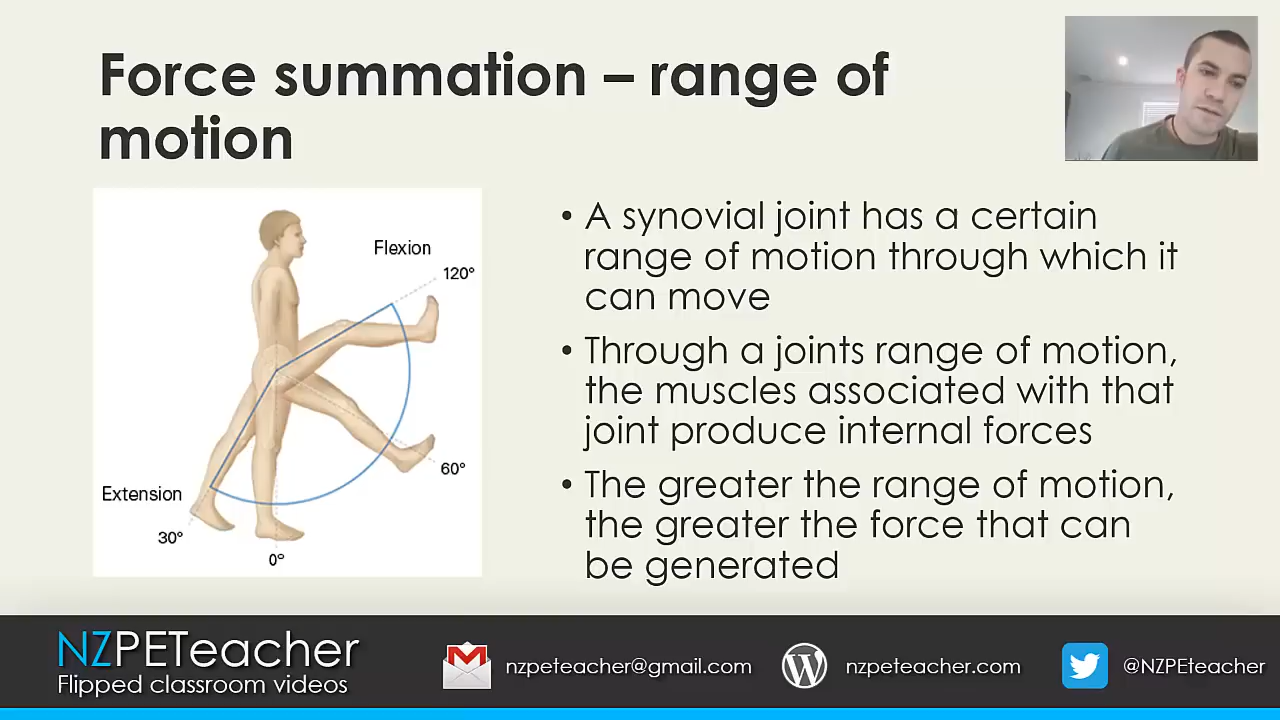 Force summation – range of
motion
Flexion
120°
60°
Extension
30°
0°
• A synovial joint has a certain
range of motion through which it
can move
• Through a joints range of motion,
the muscles associated with that
joint produce internal forces
• The greater the range of motion,
the greater the force that can
be generated
NZPETeacher
Flipped classroom videos
nzpeteacher@gmail.com
nzpeteacher.com
@NZPEteacher